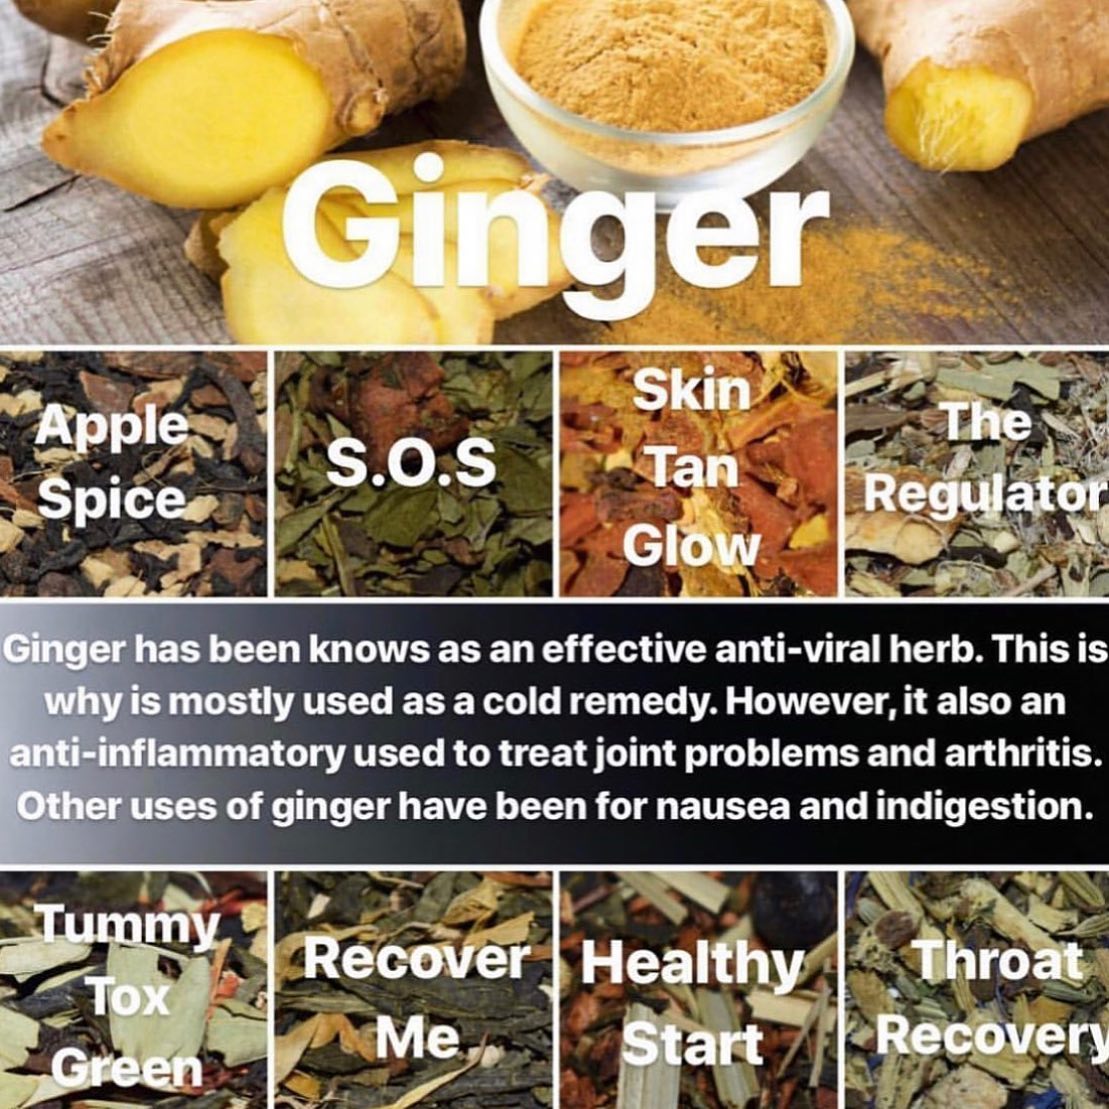 Ginger
Apple
Spice
S.O.S
Skin
Tan
Glow
The
Regulator
Ginger has been knows as an effective anti-viral herb. This is
why is mostly used as a cold remedy. However, it also an
anti-inflammatory used to treat joint problems and arthritis.
Other uses of ginger have been for nausea and indigestion.
Tummy
Tox
Green
Recover
Me
Healthy
Start
Throat
Recovery